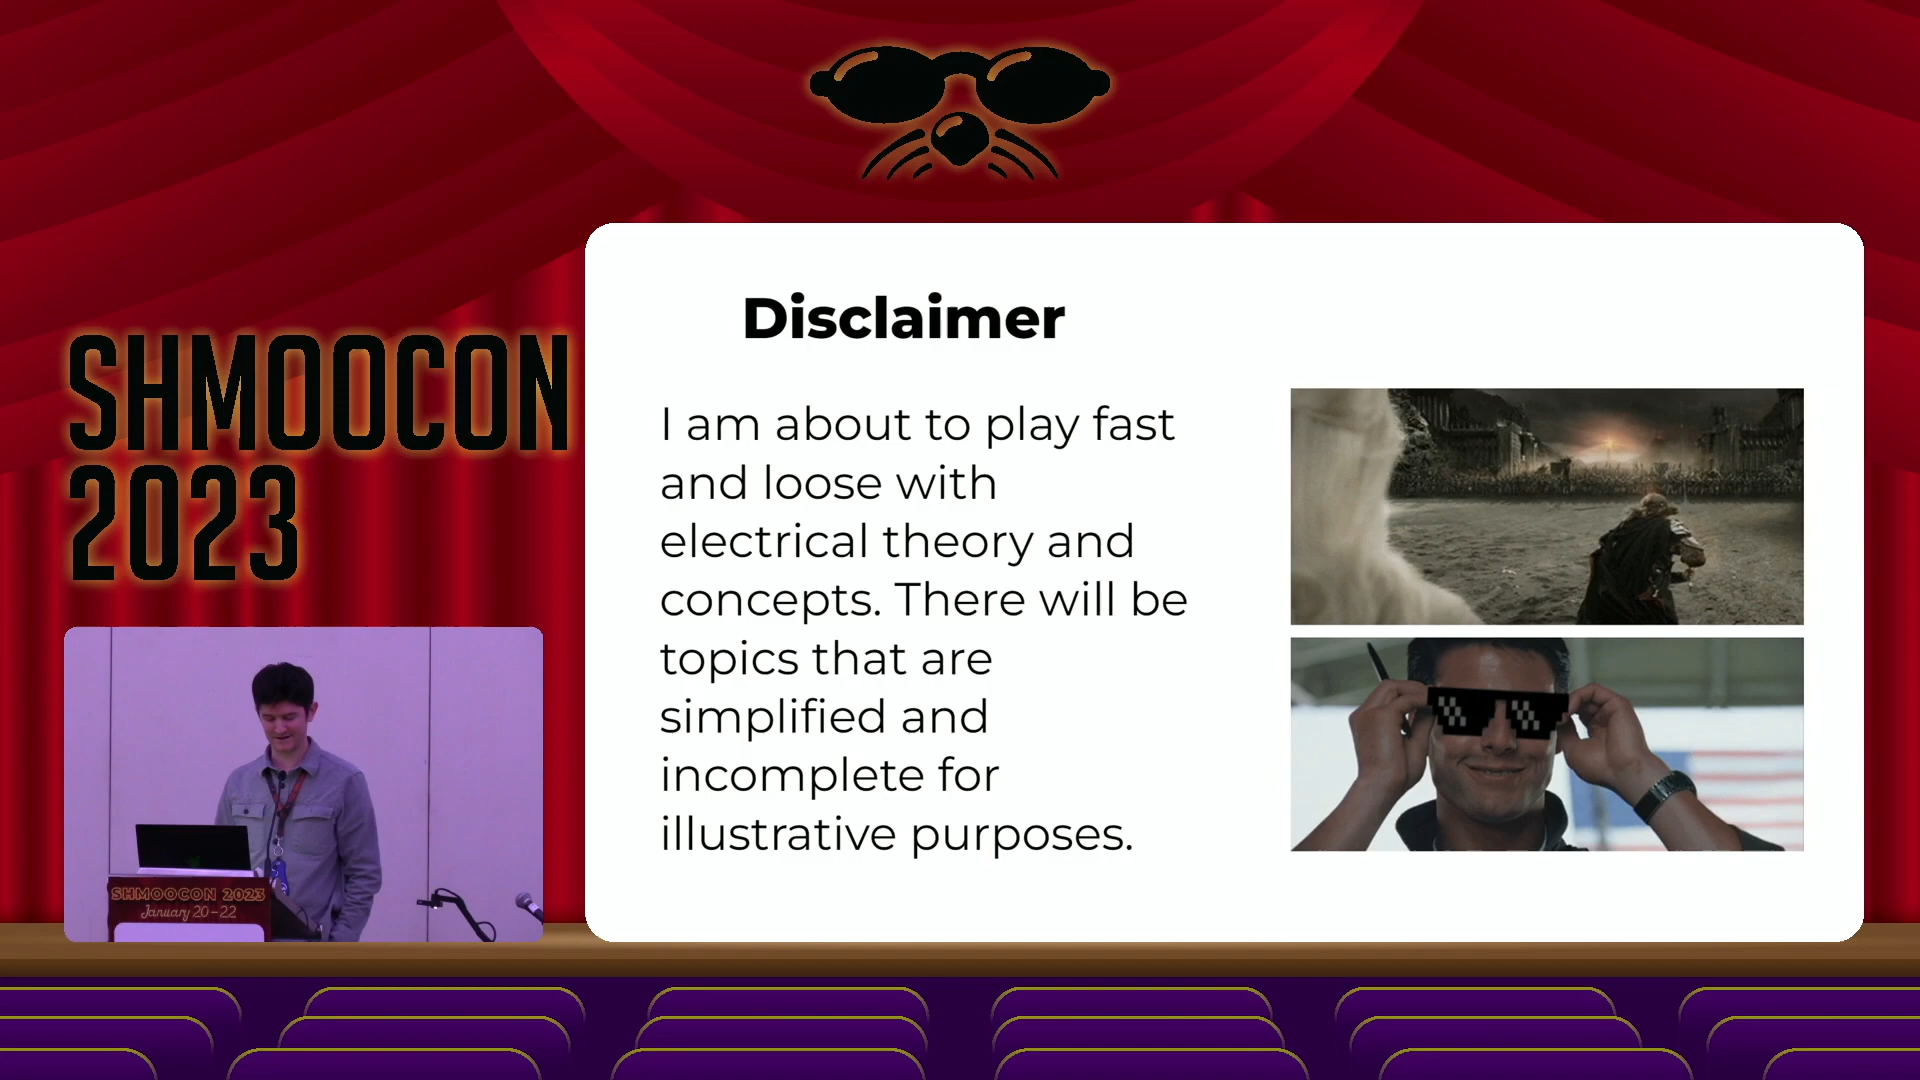 SHMOOCON
2023
Disclaimer
I am about to play fast
and loose with
electrical theory and
concepts. There will be
topics that are
simplified and
incomplete for
illustrative purposes.
SHMOOCON 2023
January 20-22